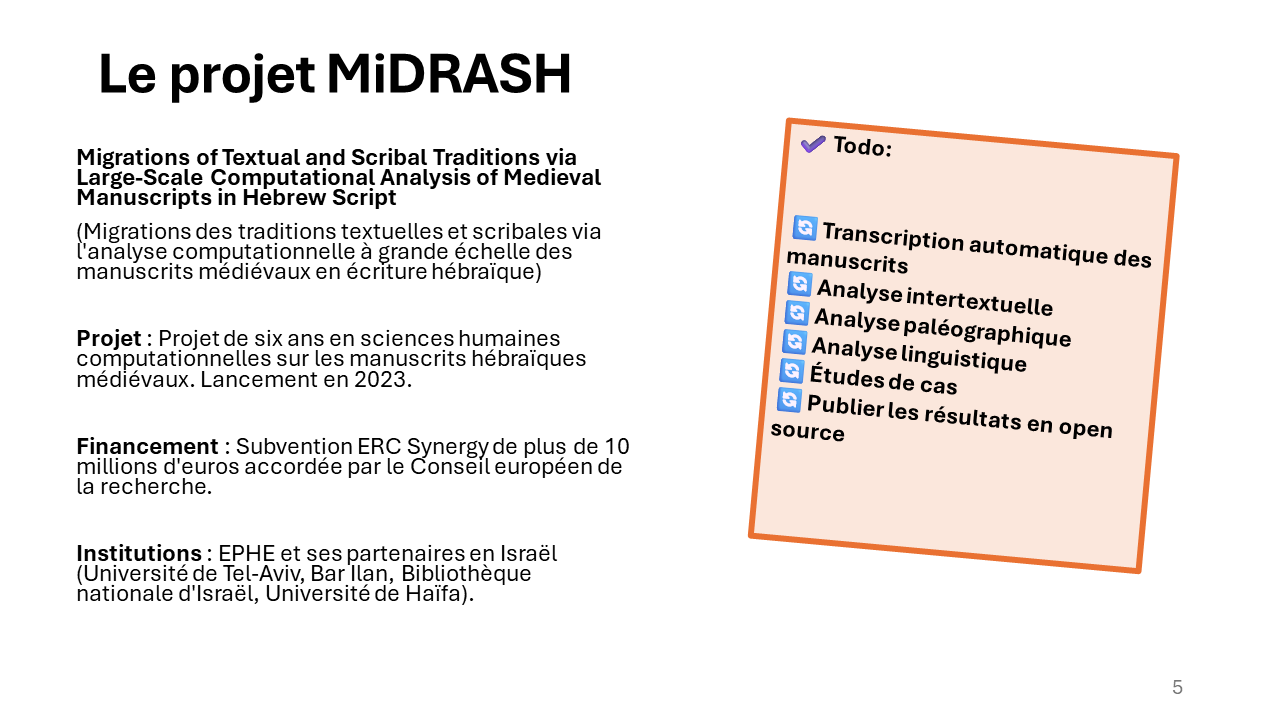 Le projet MiDRASH
Migrations of Textual and Scribal Traditions via
Large-Scale Computational Analysis of Medieval
Manuscripts in Hebrew Script
(Migrations des traditions textuelles et scribales via
l'analyse computationnelle à grande échelle des
manuscrits médiévaux en écriture hébraïque)
Projet : Projet de six ans en sciences humaines
computationnelles sur les manuscrits hébraïques
médiévaux. Lancement en 2023.
Financement : Subvention ERC Synergy de plus de 10
millions d'euros accordée par le Conseil européen de
la recherche.
Institutions : EPHE et ses partenaires en Israël
(Université de Tel-Aviv, Bar Ilan, Bibliothèque
nationale d'Israël, Université de Haïfa).
✔ Todo:
🔄 Transcription automatique des
manuscrits
🔄 Analyse intertextuelle
🔄 Analyse paléographique
🔄 Analyse linguistique
🔄 Études de cas
🔄 Publier les résultats en open
source
5